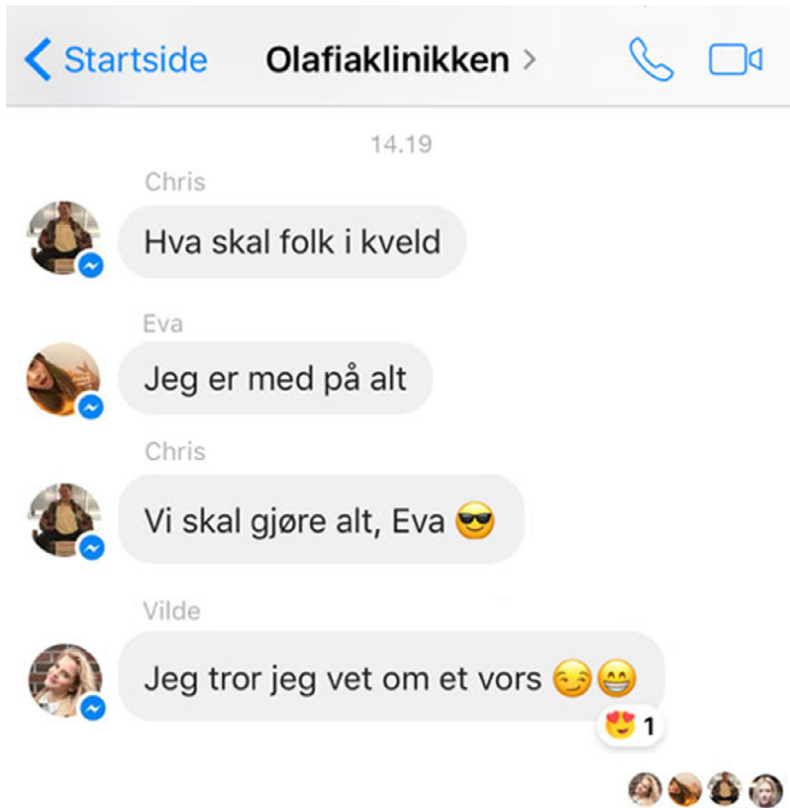 Startside Olafiaklinikken >
14.19
Chris
Hva skal folk i kveld
Eva
Jeg er med på alt
Chris
Vi skal gjøre alt, Eva 😎
Vilde
Jeg tror jeg vet om et vors 😏😁
😍 1